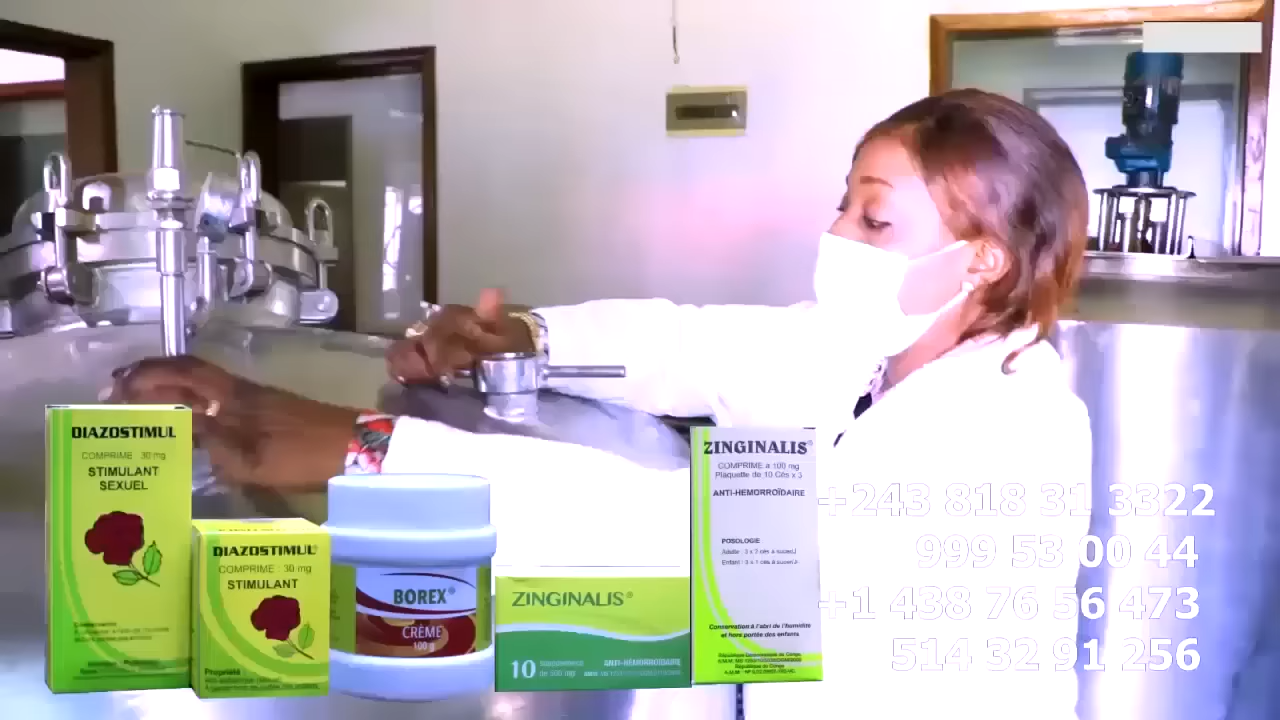 DIAZOSTIMUL
COMPRIME : 30 mg
STIMULANT
SEXUEL
DIAZOSTIMUL
COMPRIME : 30 mg
STIMULANT
Propriété
BOREX®
CRÈME
100 g
ZINGINALIS®
10
ANTI-HÉMORROÏDAIRE
ZINGINALIS®
COMPRIME à 100 mg
Plaquette de 10 Cés x 3
ANTI-HEMORROÏDAIRE
POSOLOGIE
Conservation à l'abri de l'humidité
et hors portée des enfants
+243 818 31 3322
999 53 00 44
+1 438 76 56 473
514 32 91 256